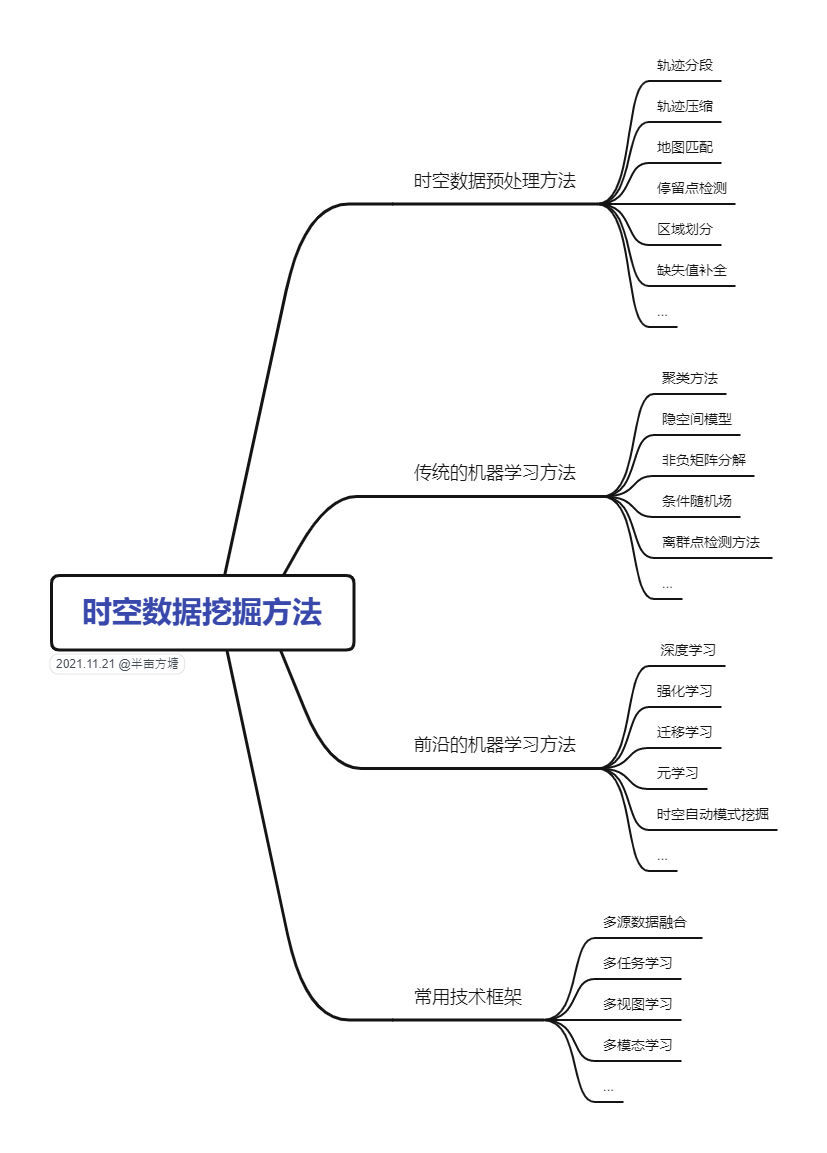 时空数据挖掘方法
2021.11.21 @半亩方塘
时空数据预处理方法
轨迹分段
轨迹压缩
地图匹配
停留点检测
区域划分
缺失值补全
...
传统的机器学习方法
聚类方法
隐空间模型
非负矩阵分解
条件随机场
离群点检测方法
...
前沿的机器学习方法
深度学习
强化学习
迁移学习
元学习
时空自动模式挖掘
...
常用技术框架
多源数据融合
多任务学习
多视图学习
多模态学习
...